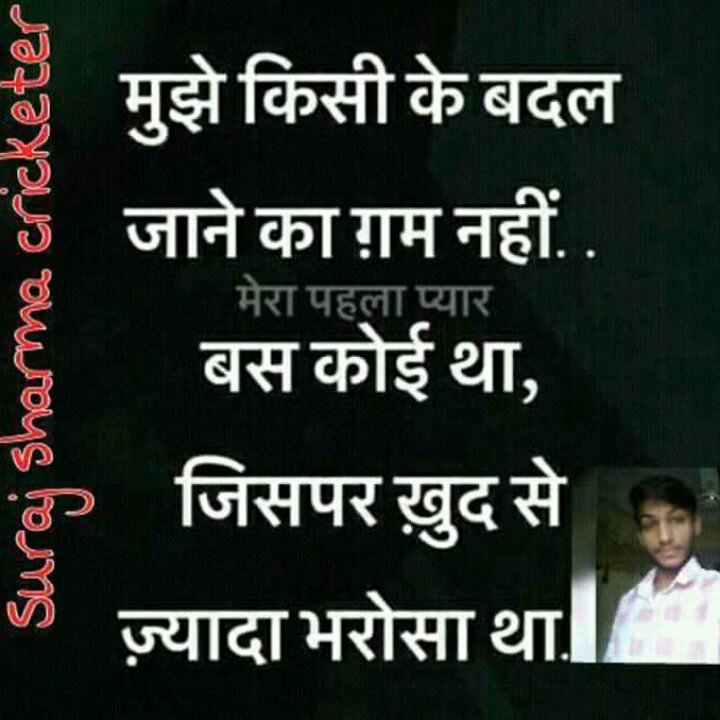 Suraj sharma cricketer
मुझे किसी के बदल
जाने का ग़म नहीं. .
मेरा पहला प्यार
बस कोई था,
जिसपर ख़ुद से
ज़्यादा भरोसा था.